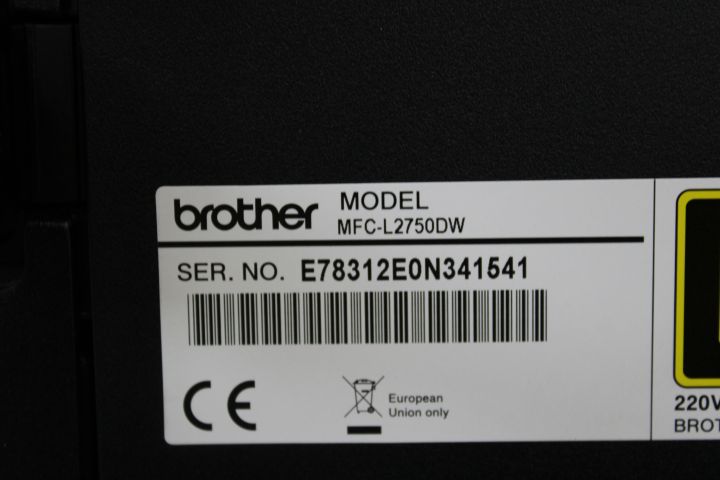 brother MODEL
MFC-L2750DW
SER. NO. E78312E0N341541
CE
European
Union only
220V
BROT